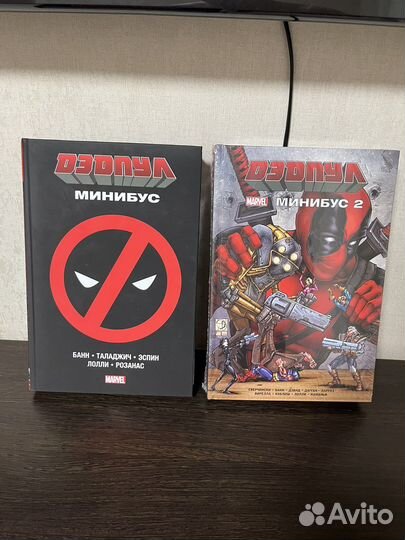 ДЭДПУЛ
МИНИБУС
БАНН • ТАЛАДЖИЧ • ЭСПИН
ЛОЛЛИ • РОЗАНАС
MARVEL
ДЭДПУЛ
MARVEL
МИНИБУС 2
Avito